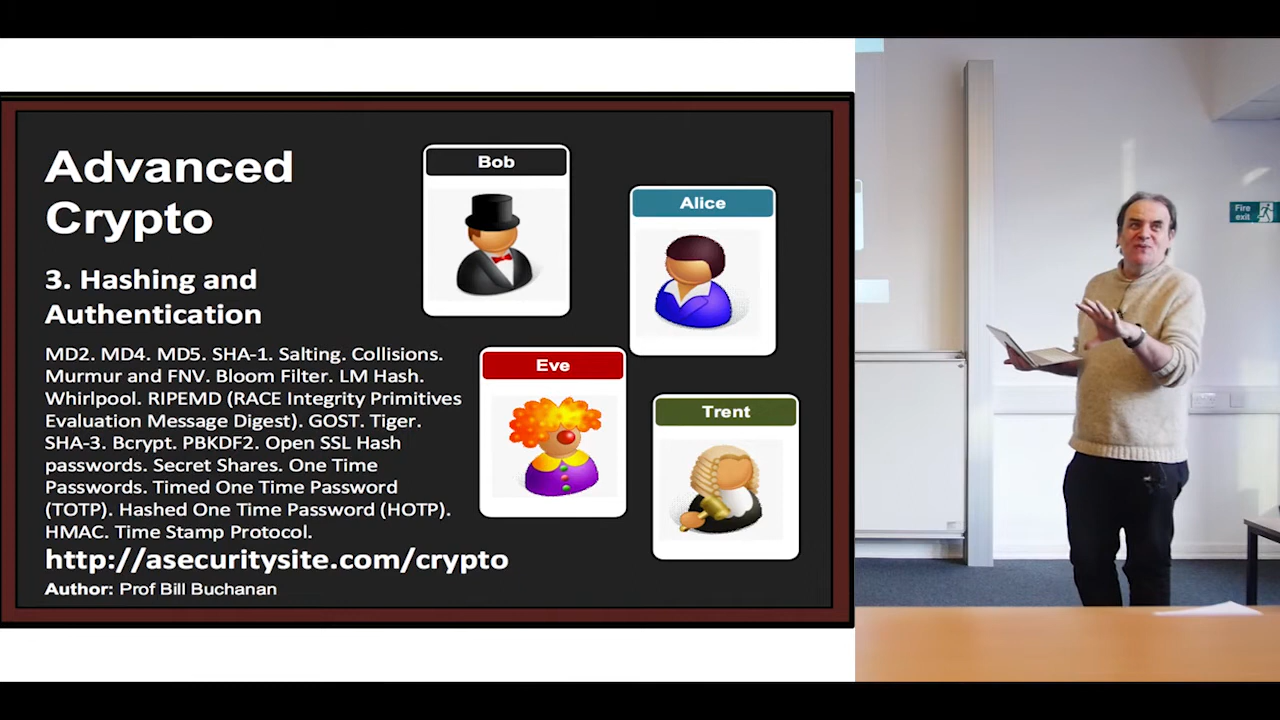 Advanced
Crypto
3. Hashing and
Authentication
MD2. MD4. MD5. SHA-1. Salting. Collisions.
Murmur and FNV. Bloom Filter. LM Hash.
Whirlpool. RIPEMD (RACE Integrity Primitives
Evaluation Message Digest). GOST. Tiger.
SHA-3. Bcrypt. PBKDF2. Open SSL Hash
passwords. Secret Shares. One Time
Passwords. Timed One Time Password
(TOTP). Hashed One Time Password (HOTP).
HMAC. Time Stamp Protocol.
http://asecuritysite.com/crypto
Author: Prof Bill Buchanan
Bob
Alice
Eve
Trent
Fire
exit